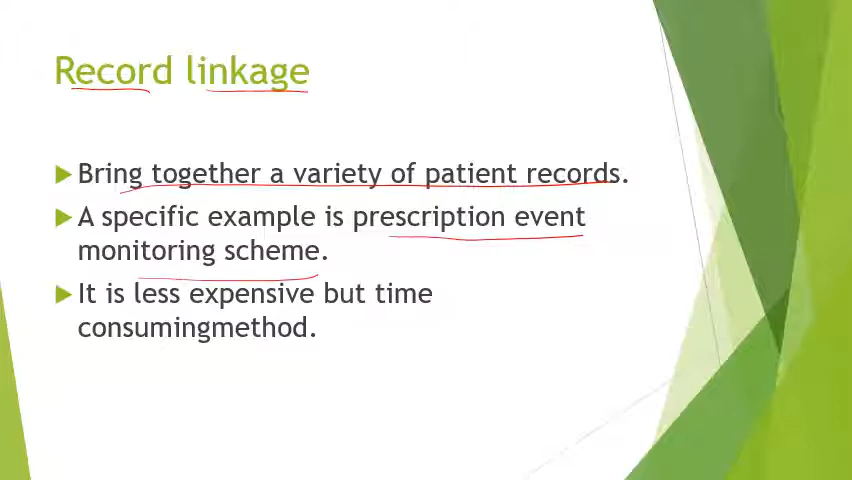 Record linkage
Bring together a variety of patient records.
A specific example is prescription event
monitoring scheme.
It is less expensive but time
consumingmethod.